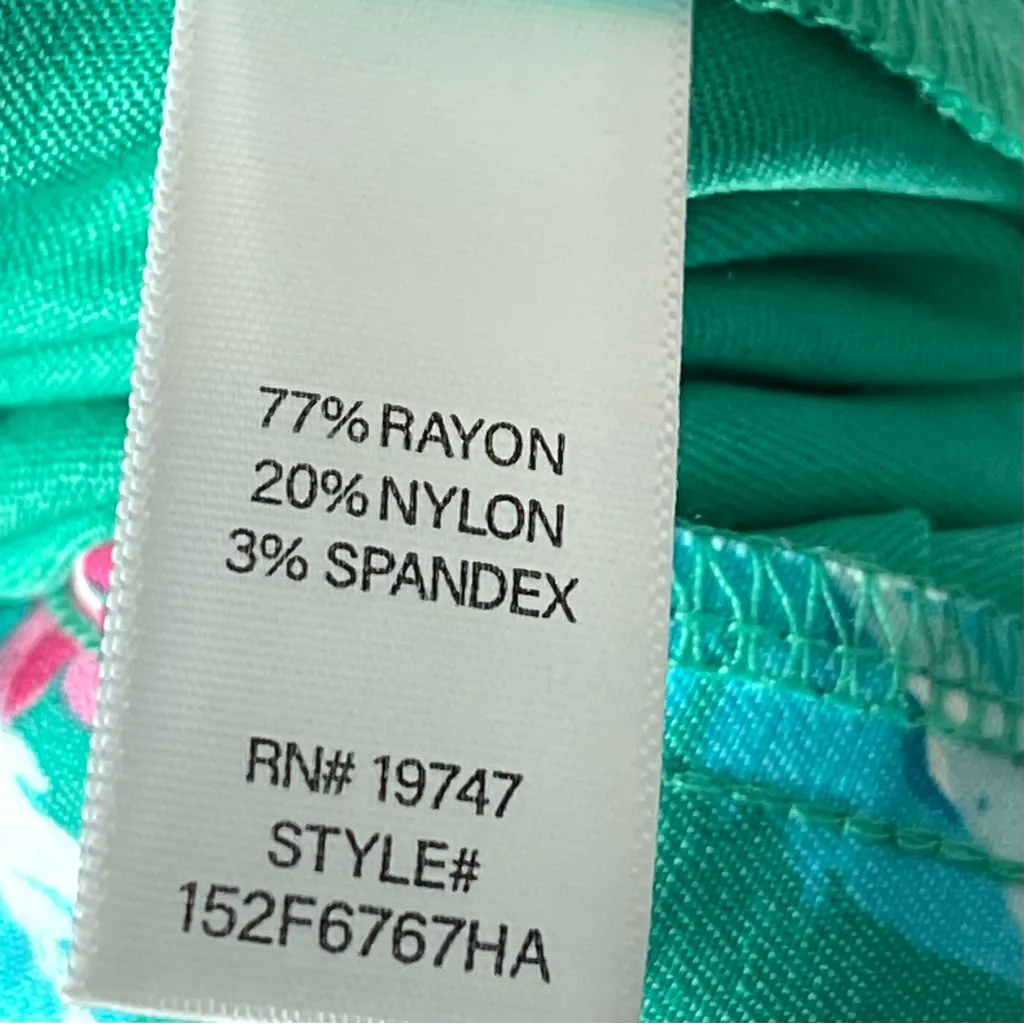 77% RAYON
20% NYLON
3% SPANDEX
RN# 19747
STYLE#
152F6767HA